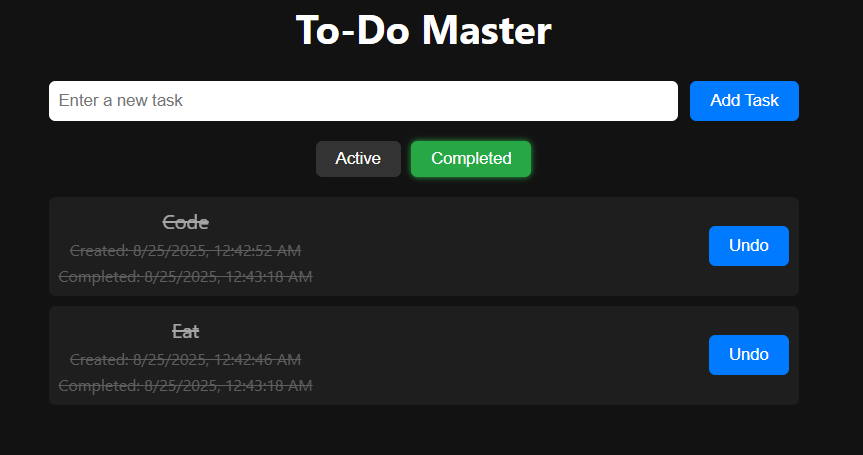 To-Do Master
Enter a new task
Add Task
Active
Completed
Code
Created: 8/25/2025, 12:42:52 AM
Completed: 8/25/2025, 12:43:18 AM
Undo
Eat
Created: 8/25/2025, 12:42:46 AM
Completed: 8/25/2025, 12:43:18 AM
Undo